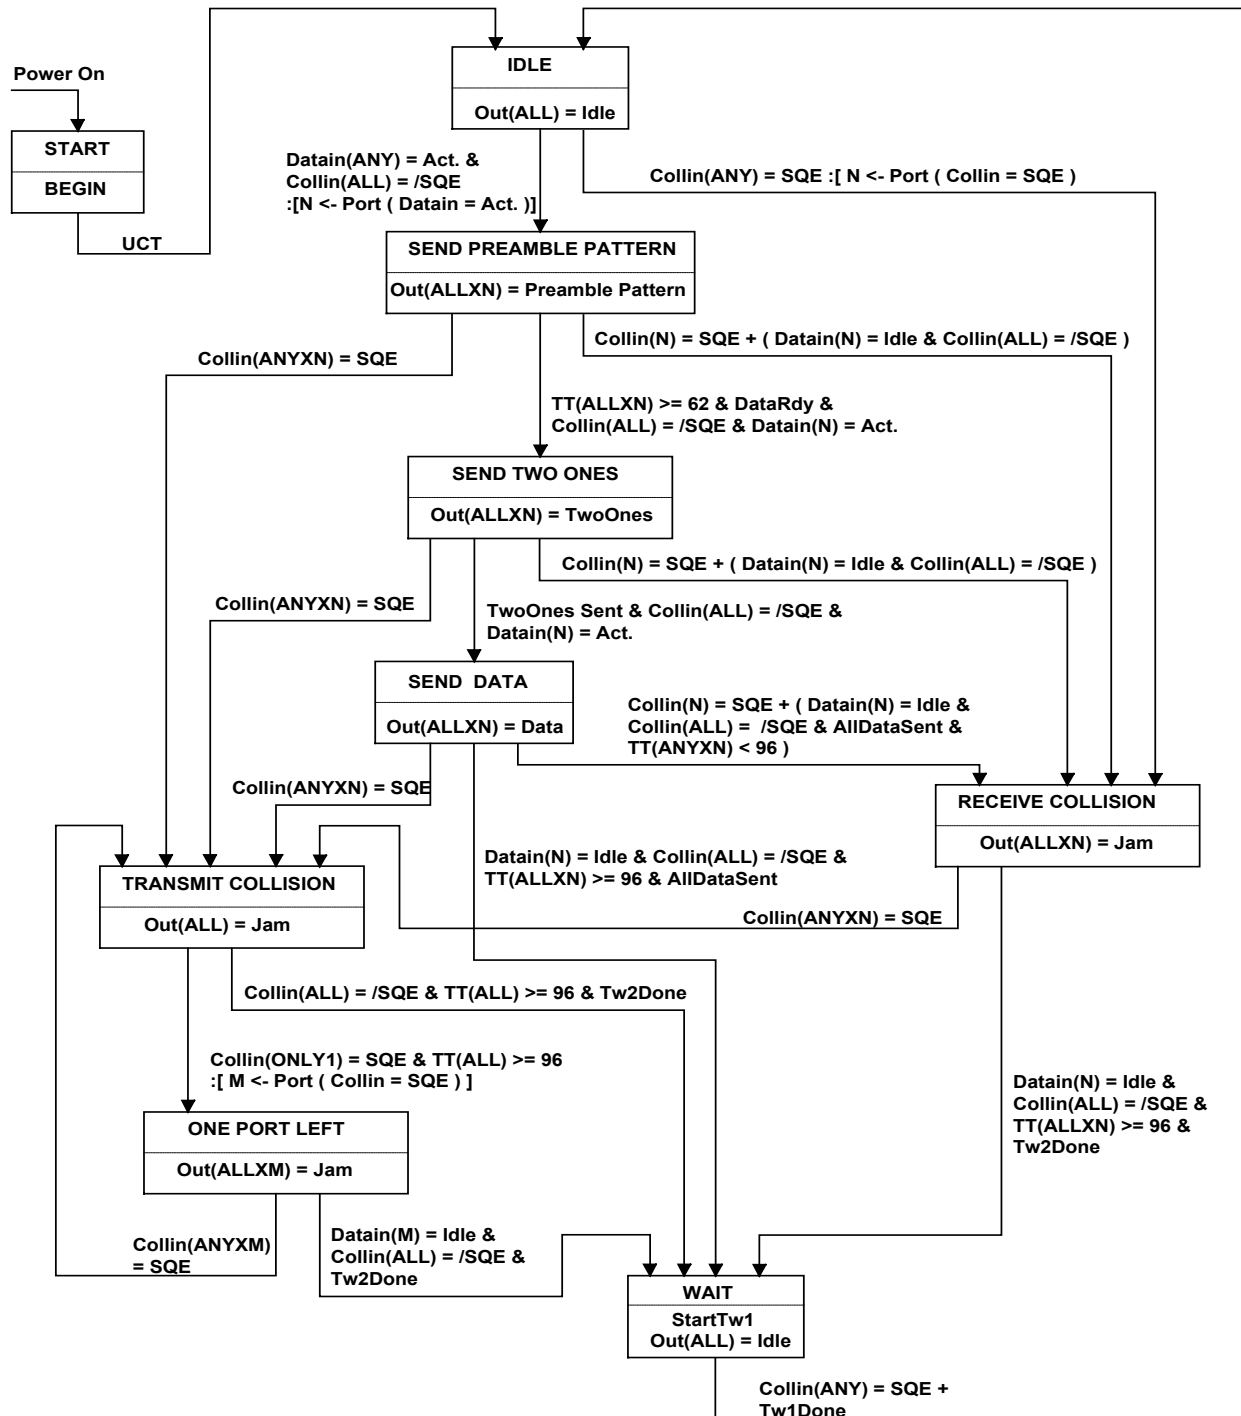 IDLE
Out(ALL) = Idle
Power On
START
BEGIN
UCT
Datain(ANY) = Act. &
Collin(ALL) = /SQE
:[N <- Port ( Datain = Act. )]
Collin(ANY) = SQE :[ N <- Port ( Collin = SQE )
SEND PREAMBLE PATTERN
Out(ALLXN) = Preamble Pattern
Collin(ANYXN) = SQE
Collin(N) = SQE + ( Datain(N) = Idle & Collin(ALL) = /SQE )
TT(ALLXN) >= 62 & DataRdy &
Collin(ALL) = /SQE & Datain(N) = Act.
SEND TWO ONES
Out(ALLXN) = TwoOnes
Collin(N) = SQE + ( Datain(N) = Idle & Collin(ALL) = /SQE )
Collin(ANYXN) = SQE
TwoOnes Sent & Collin(ALL) = /SQE &
Datain(N) = Act.
SEND DATA
Out(ALLXN) = Data
Collin(N) = SQE + ( Datain(N) = Idle &
Collin(ALL) = /SQE & AllDataSent &
TT(ANYXN) < 96 )
Collin(ANYXN) = SQE
RECEIVE COLLISION
Out(ALLXN) = Jam
Datain(N) = Idle & Collin(ALL) = /SQE &
TT(ALLXN) >= 96 & AllDataSent
TRANSMIT COLLISION
Out(ALL) = Jam
Collin(ANYXN) = SQE
Collin(ALL) = /SQE & TT(ALL) >= 96 & Tw2Done
Collin(ONLY1) = SQE & TT(ALL) >= 96
:[ M <- Port ( Collin = SQE ) ]
Datain(N) = Idle &
Collin(ALL) = /SQE &
TT(ALLXN) >= 96 &
Tw2Done
ONE PORT LEFT
Out(ALLXM) = Jam
Collin(ANYXM)
= SQE
Datain(M) = Idle &
Collin(ALL) = /SQE &
Tw2Done
WAIT
StartTw1
Out(ALL) = Idle
Collin(ANY) = SQE +
Tw1Done